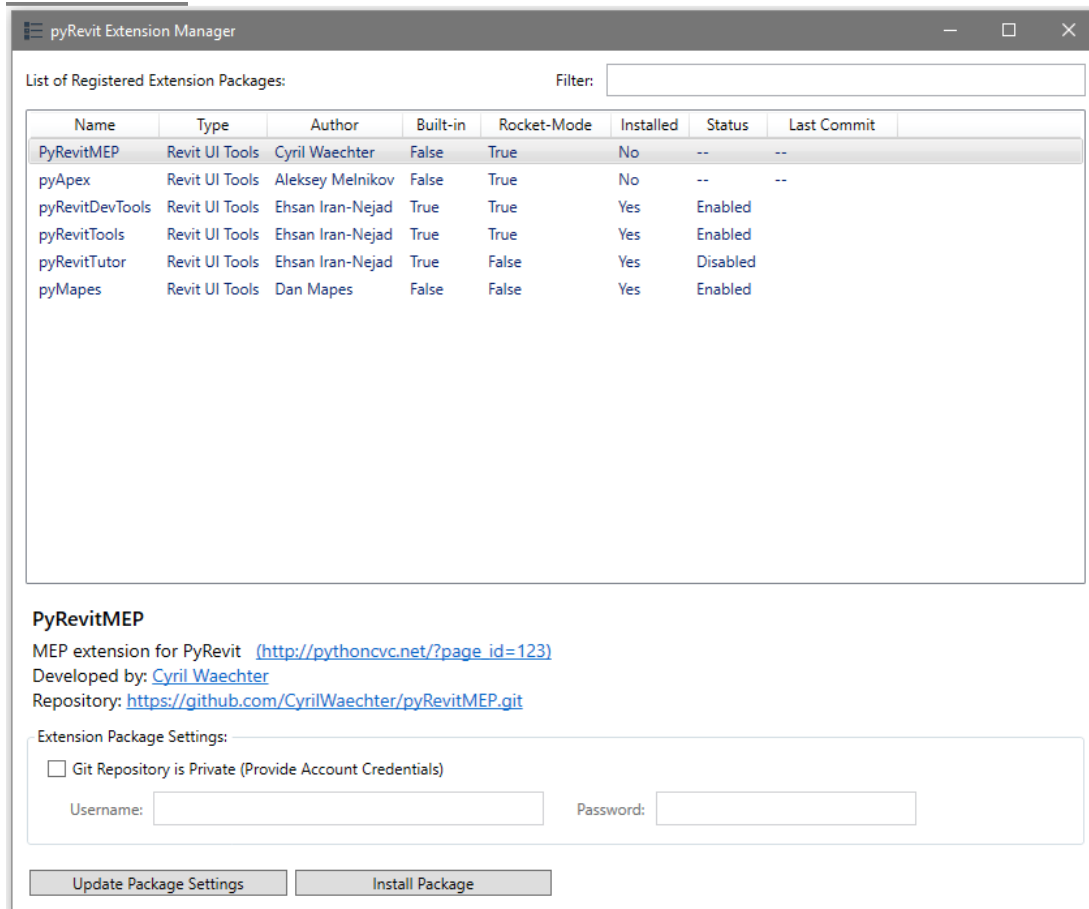 pyRevit Extension Manager
List of Registered Extension Packages: Filter:
Name Type Author Built-in Rocket-Mode Installed Status Last Commit
PyRevitMEP Revit UI Tools Cyril Waechter False True No -- --
pyApex Revit UI Tools Aleksey Melnikov False True No -- --
pyRevitDevTools Revit UI Tools Ehsan Iran-Nejad True True Yes Enabled
pyRevitTools Revit UI Tools Ehsan Iran-Nejad True True Yes Enabled
pyRevitTutor Revit UI Tools Ehsan Iran-Nejad True False Yes Disabled
pyMapes Revit UI Tools Dan Mapes False False Yes Enabled
PyRevitMEP
MEP extension for PyRevit (http://pythoncvc.net/?page_id=123)
Developed by: Cyril Waechter
Repository: https://github.com/CyrilWaechter/pyRevitMEP.git
Extension Package Settings:
Git Repository is Private (Provide Account Credentials)
Username: Password:
Update Package Settings Install Package